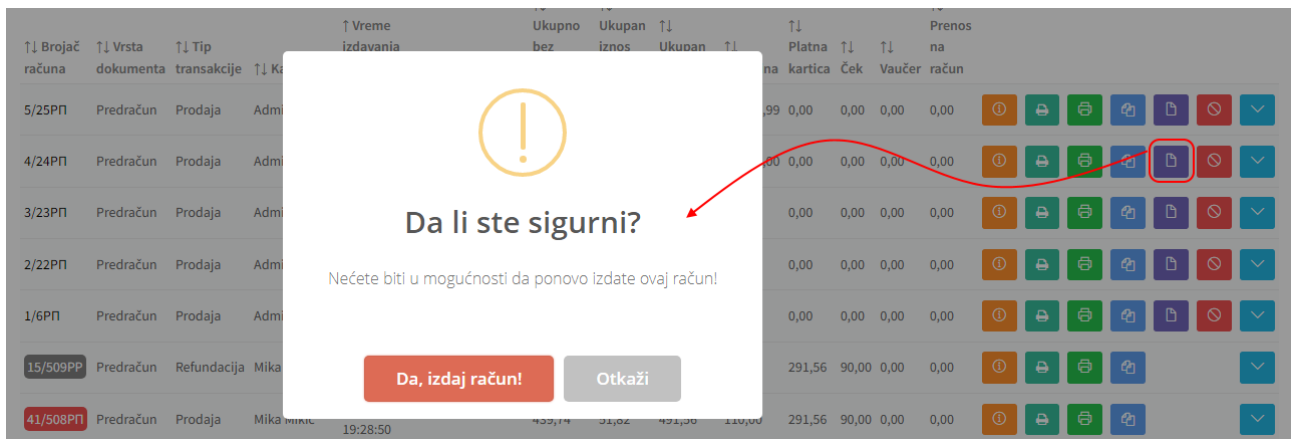 ↑ Vreme Ukupno Ukupan ↑↓ ↑↓ Prenos
↑↓ Brojač ↑↓ Vrsta ↑↓ Tip izdavanja bez iznos Ukupan ↑↓ Platna ↑↓ ↑↓ na
računa dokumenta transakcije ↑↓ na kartica Ček Vaučer račun
5/25РП Predračun Prodaja ,99 0,00 0,00 0,00 0,00
4/24РП Predračun Prodaja ,00 0,00 0,00 0,00 0,00
3/23РП Predračun Prodaja 0,00 0,00 0,00 0,00
Da li ste sigurni?
2/22РП Predračun Prodaja 0,00 0,00 0,00 0,00
Nećete biti u mogućnosti da ponovo izdate ovaj račun!
1/6РП Predračun Prodaja 0,00 0,00 0,00 0,00
15/509РР Predračun Refundacija Mika 291,56 90,00 0,00 0,00
Da, izdaj račun! Otkaži
41/508РП Predračun Prodaja Mika Mikic 439,74 51,82 491,56 110,00 291,56 90,00 0,00 0,00
19:28:50